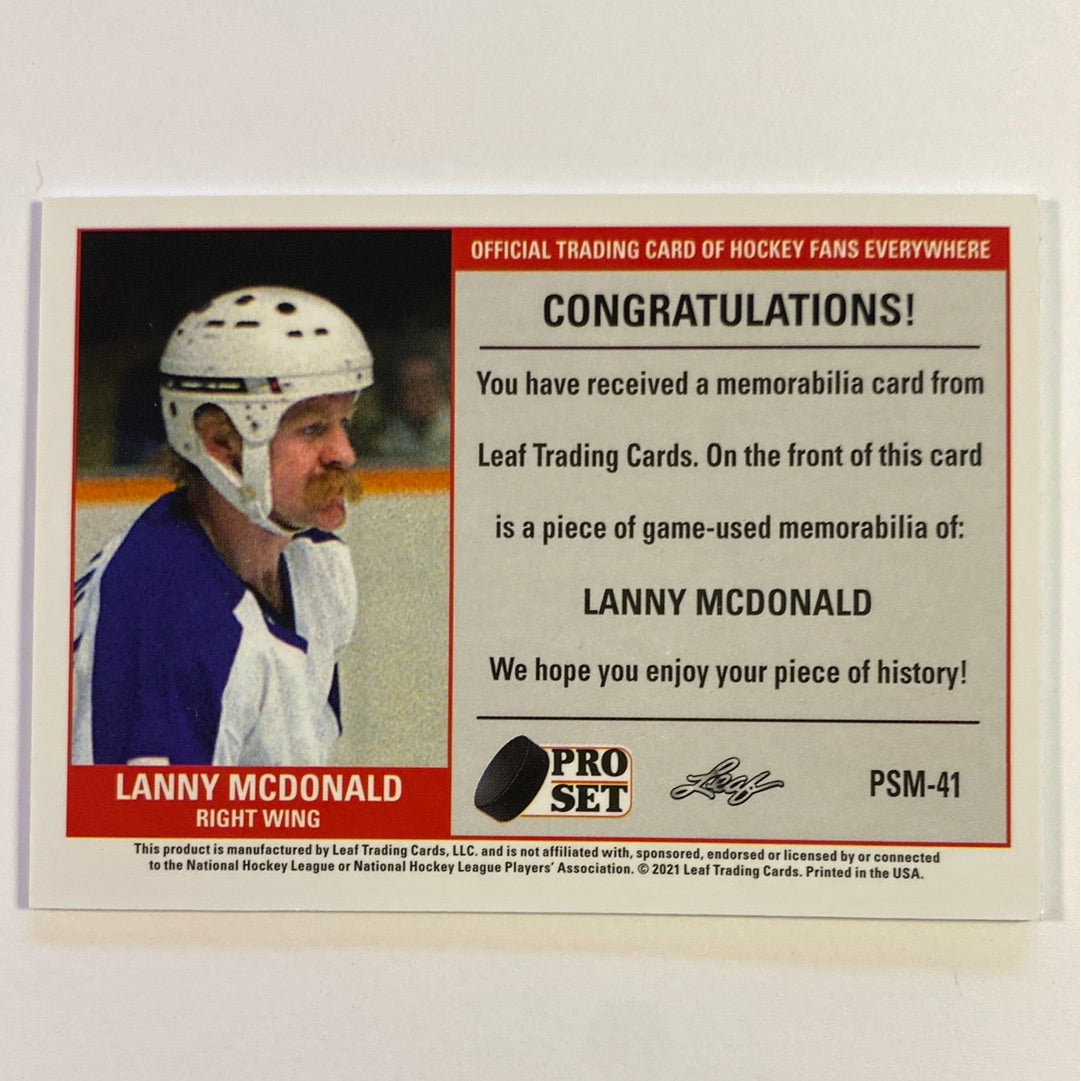 OFFICIAL TRADING CARD OF HOCKEY FANS EVERYWHERE
CONGRATULATIONS!
You have received a memorabilia card from
Leaf Trading Cards. On the front of this card
is a piece of game-used memorabilia of:
LANNY MCDONALD
We hope you enjoy your piece of history!
PRO
SET
Leaf
PSM-41
LANNY MCDONALD
RIGHT WING
This product is manufactured by Leaf Trading Cards, LLC. and is not affiliated with, sponsored, endorsed or licensed by or connected
to the National Hockey League or National Hockey League Players' Association. © 2021 Leaf Trading Cards. Printed in the USA.